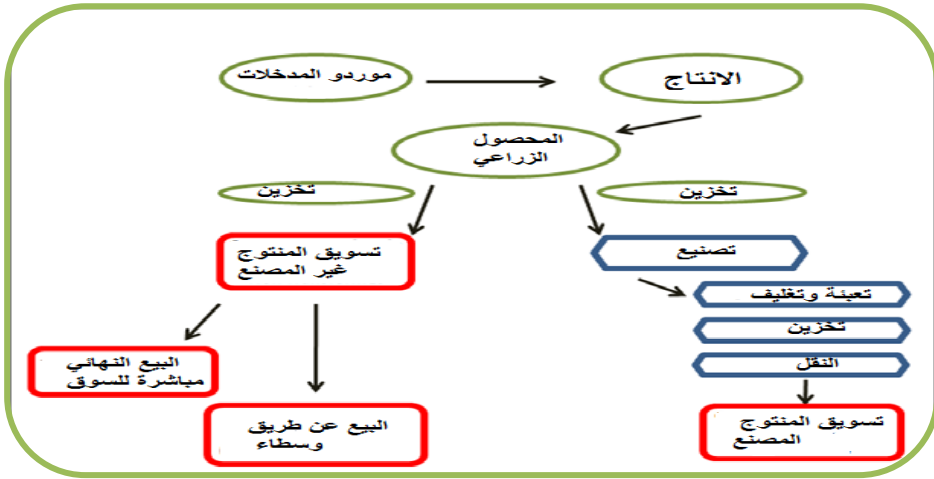 موردو المدخلات
الانتاج
المحصول
الزراعي
تخزين
تخزين
تسويق المنتوج
غير المصنع
تصنيع
تعبئة وتغليف
تخزين
النقل
البيع النهائي
مباشرة للسوق
البيع عن طريق
وسطاء
تسويق المنتوج
المصنع